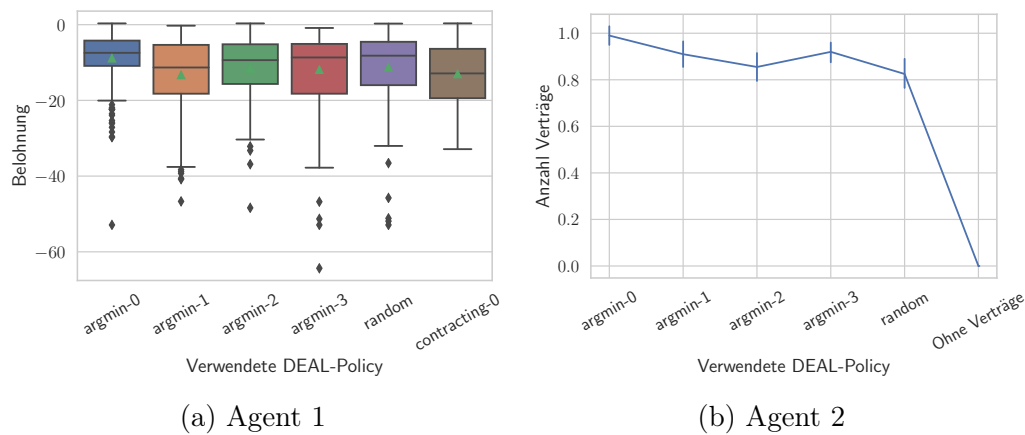 0
−20
−40
−60
Belohnung
argmin-0
argmin-1
argmin-2
argmin-3
random
contracting-0
Verwendete DEAL-Policy
(a) Agent 1
1.0
0.8
0.6
0.4
0.2
0.0
Anzahl Verträge
argmin-0
argmin-1
argmin-2
argmin-3
random
Ohne Verträge
Verwendete DEAL-Policy
(b) Agent 2